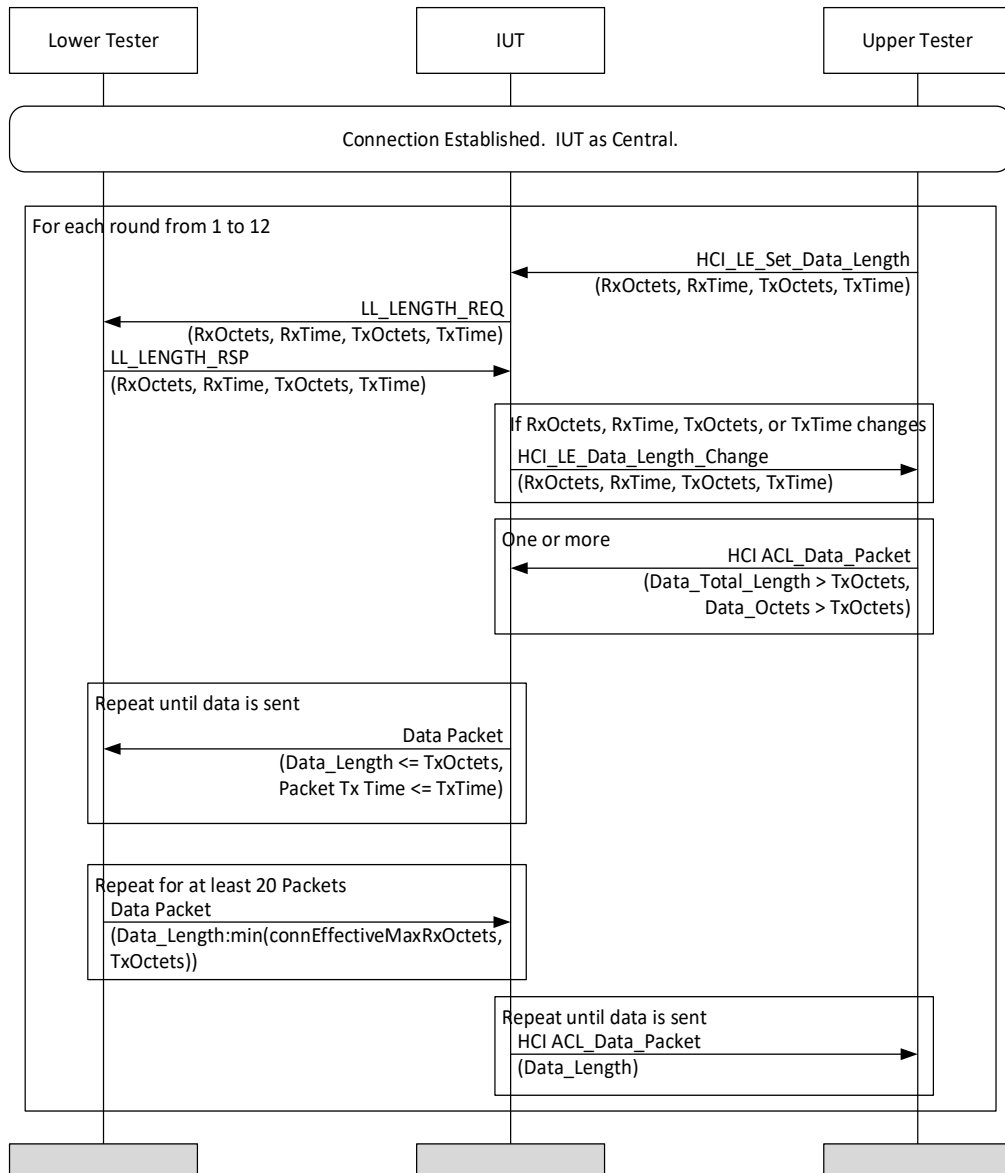 Lower Tester
IUT
Upper Tester
Connection Established.  IUT as Central.
For each round from 1 to 12
HCI_LE_Set_Data_Length
(RxOctets, RxTime, TxOctets, TxTime)
LL_LENGTH_REQ
(RxOctets, RxTime, TxOctets, TxTime)
LL_LENGTH_RSP
(RxOctets, RxTime, TxOctets, TxTime)
If RxOctets, RxTime, TxOctets, or TxTime changes
HCI_LE_Data_Length_Change
(RxOctets, RxTime, TxOctets, TxTime)
One or more
HCI ACL_Data_Packet
(Data_Total_Length > TxOctets,
Data_Octets > TxOctets)
Repeat until data is sent
Data Packet
(Data_Length <= TxOctets,
Packet Tx Time <= TxTime)
Repeat for at least 20 Packets
Data Packet
(Data_Length:min(connEffectiveMaxRxOctets,
TxOctets))
Repeat until data is sent
HCI ACL_Data_Packet
(Data_Length)